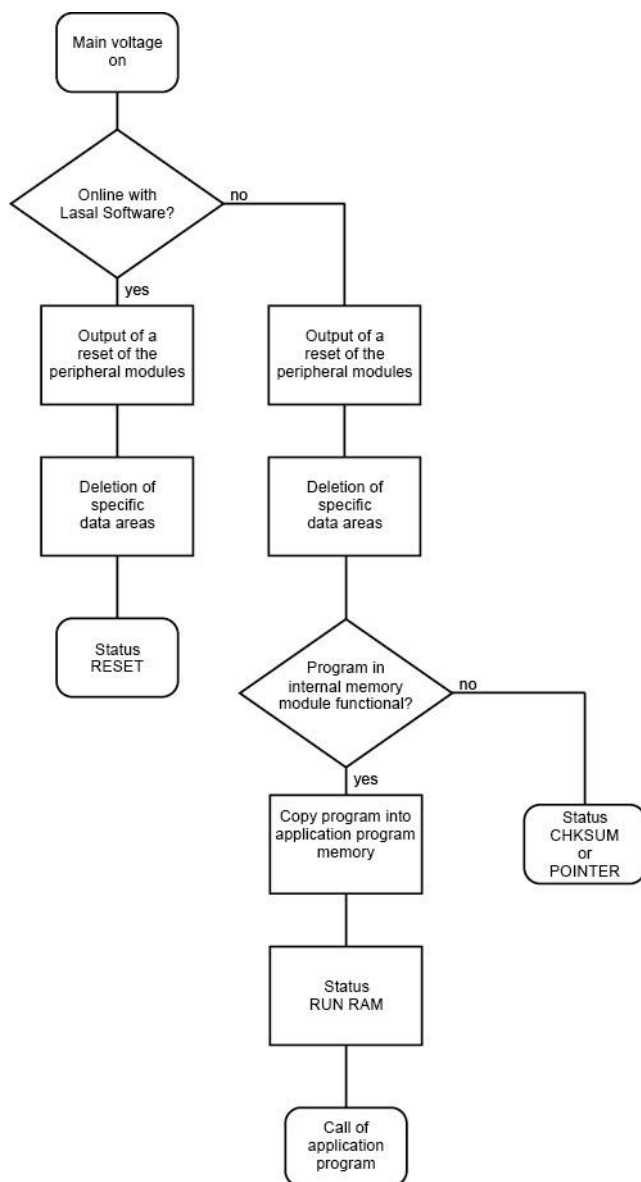 Main voltage
on
Online with
Lasal Software?
no
yes
Output of a
reset of the
peripheral modules
Output of a
reset of the
peripheral modules
Deletion of
specific
data areas
Deletion of
specific
data areas
Status
RESET
Program in
internal memory
module functional?
no
yes
Copy program into
application program
memory
Status
CHKSUM
or
POINTER
Status
RUN RAM
Call of
application
program